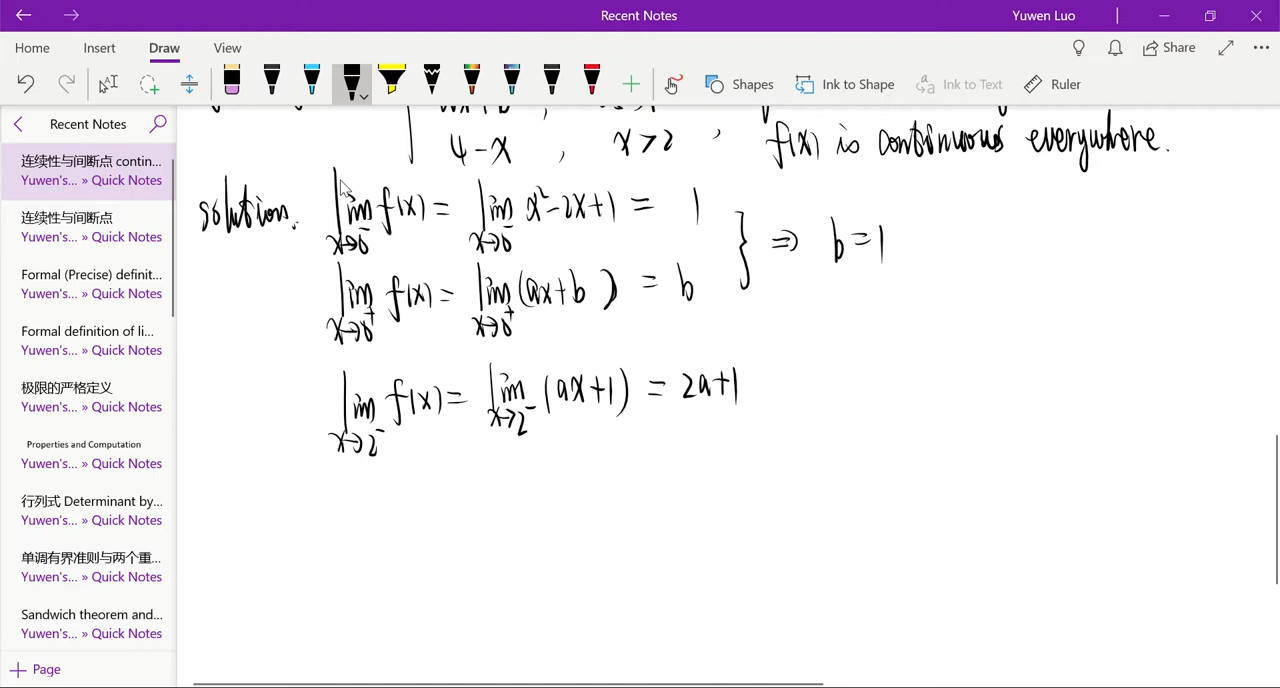 Recent Notes
Yuwen Luo
Home Insert Draw View
Share
Shapes
Ink to Shape
Ink to Text
Ruler
Recent Notes
连续性与间断点 contin...
Yuwen's... » Quick Notes
连续性与间断点
Yuwen's... » Quick Notes
Formal (Precise) definit...
Yuwen's... » Quick Notes
Formal definition of li...
Yuwen's... » Quick Notes
极限的严格定义
Yuwen's... » Quick Notes
Properties and Computation
Yuwen's... » Quick Notes
行列式 Determinant by...
Yuwen's... » Quick Notes
单调有界准则与两个重...
Yuwen's... » Quick Notes
Sandwich theorem and...
Yuwen's... » Quick Notes
Page
4-x , x>2 , f(x) is continuous everywhere.
solution. lim x→0⁻ f(x) = lim x→0⁻ x²-2x+1 = 1
} ⇒ b=1
lim x→0⁺ f(x) = lim x→0⁺ (ax+b) = b
lim x→2⁻ f(x) = lim x→2⁻ (ax+1) = 2a+1